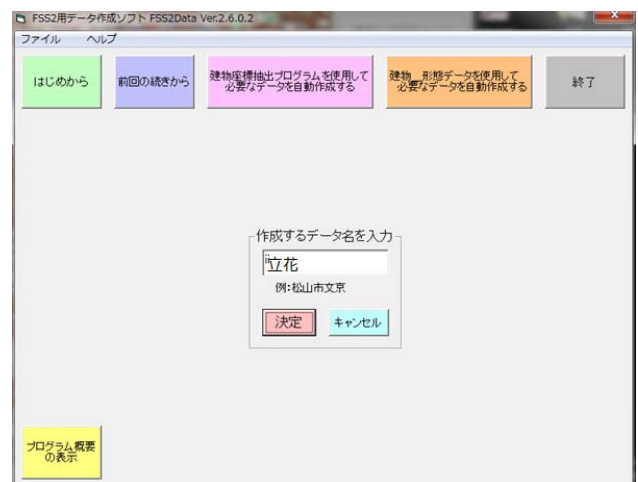 FSS2用データ作成ソフト FSS2Data Ver.2.6.0.2
ファイル ヘルプ
はじめから
前回の続きから
建物座標抽出プログラムを使用して
必要なデータを自動作成する
建物__形態データを使用して
必要なデータを自動作成する
終了
作成するデータ名を入力
立花
例:松山市文京
決定
キャンセル
プログラム概要
の表示